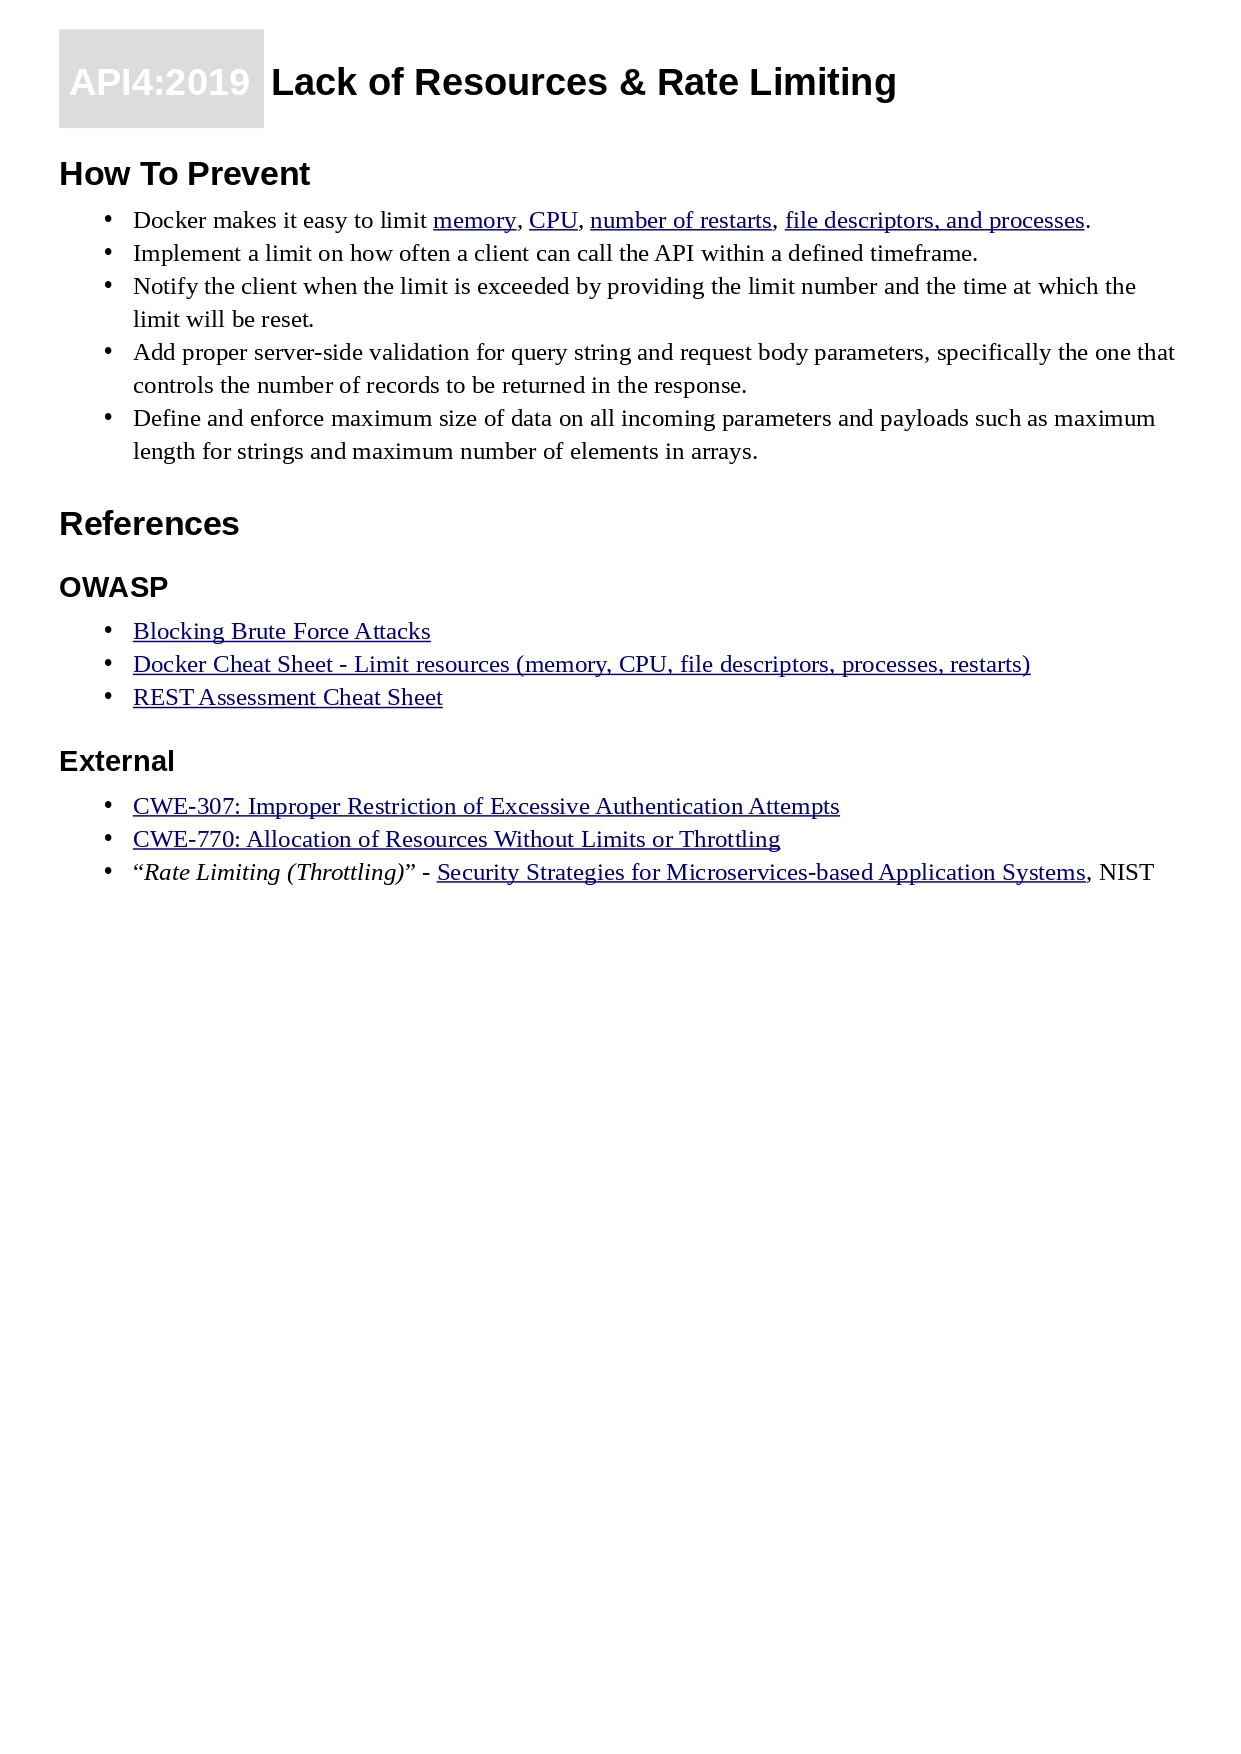 API4:2019 Lack of Resources & Rate Limiting
How To Prevent
• Docker makes it easy to limit memory, CPU, number of restarts, file descriptors, and processes.
• Implement a limit on how often a client can call the API within a defined timeframe.
• Notify the client when the limit is exceeded by providing the limit number and the time at which the
limit will be reset.
• Add proper server-side validation for query string and request body parameters, specifically the one that
controls the number of records to be returned in the response.
• Define and enforce maximum size of data on all incoming parameters and payloads such as maximum
length for strings and maximum number of elements in arrays.
References
OWASP
• Blocking Brute Force Attacks
• Docker Cheat Sheet - Limit resources (memory, CPU, file descriptors, processes, restarts)
• REST Assessment Cheat Sheet
External
• CWE-307: Improper Restriction of Excessive Authentication Attempts
• CWE-770: Allocation of Resources Without Limits or Throttling
• “Rate Limiting (Throttling)” - Security Strategies for Microservices-based Application Systems, NIST